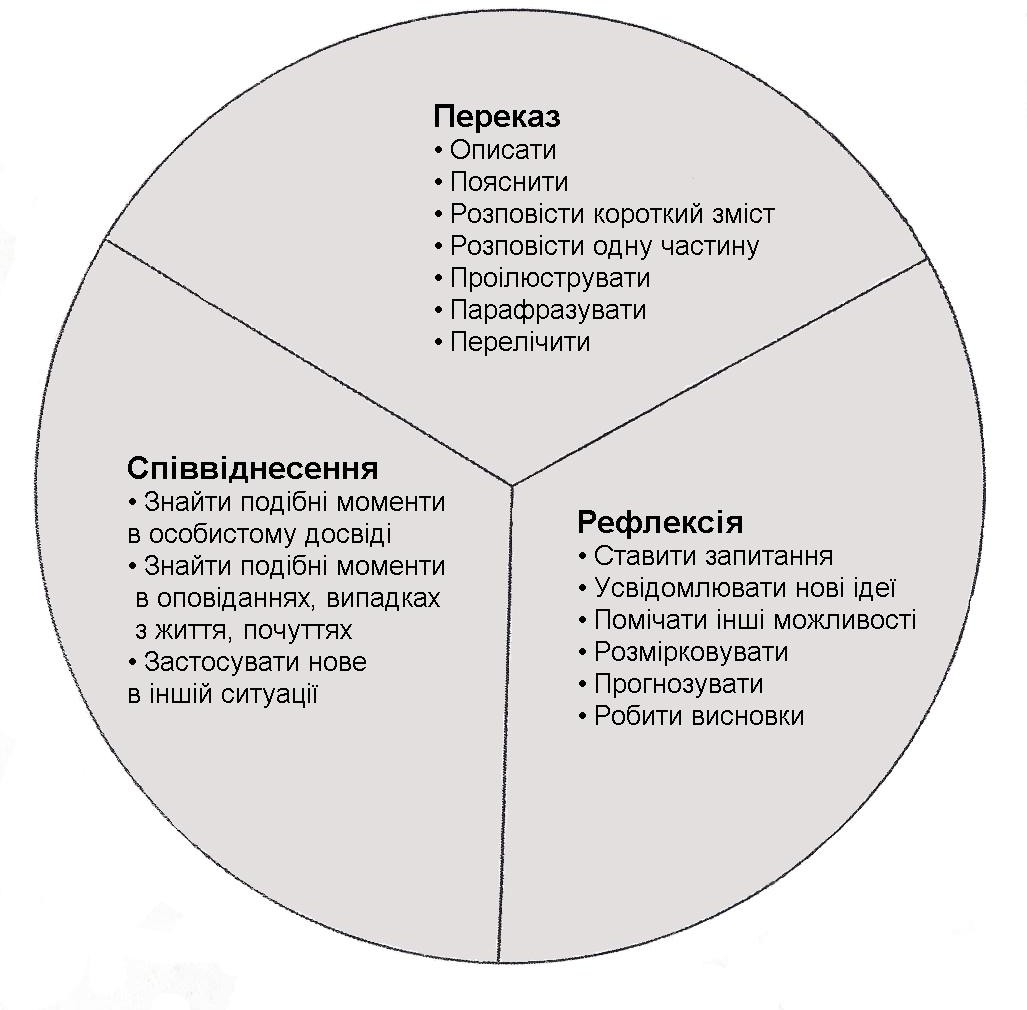 Переказ
• Описати
• Пояснити
• Розповісти короткий зміст
• Розповісти одну частину
• Проілюструвати
• Парафразувати
• Перелічити
Співвіднесення
• Знайти подібні моменти
в особистому досвіді
• Знайти подібні моменти
в оповіданнях, випадках
з життя, почуттях
• Застосувати нове
в іншій ситуації
Рефлексія
• Ставити запитання
• Усвідомлювати нові ідеї
• Помічати інші можливості
• Розмірковувати
• Прогнозувати
• Робити висновки